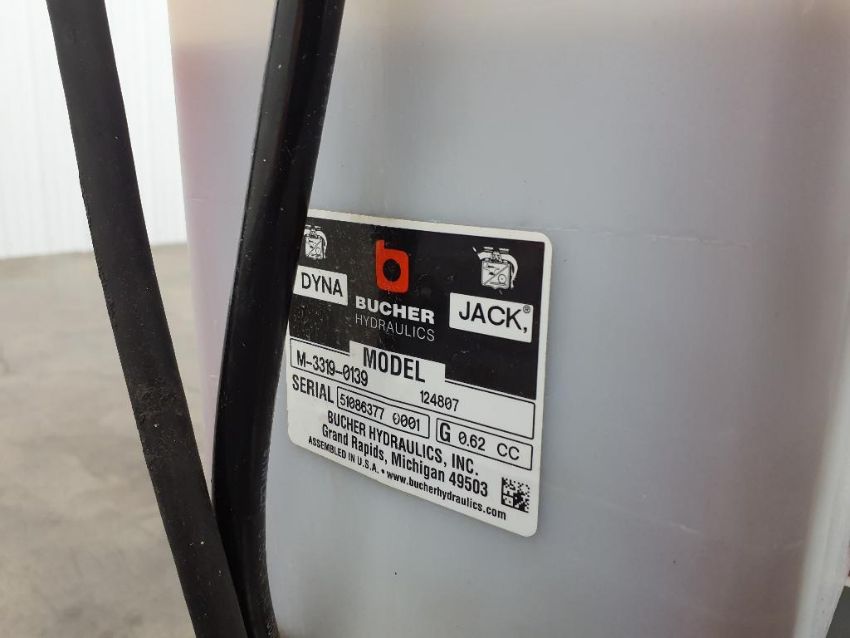 DYNA
BUCHER
HYDRAULICS
JACK®,
MODEL
M-3319-0139 124807
SERIAL 51086377 0001 G 0.62 CC
BUCHER HYDRAULICS, INC.
Grand Rapids, Michigan 49503
ASSEMBLED IN U.S.A. • www.bucherhydraulics.com